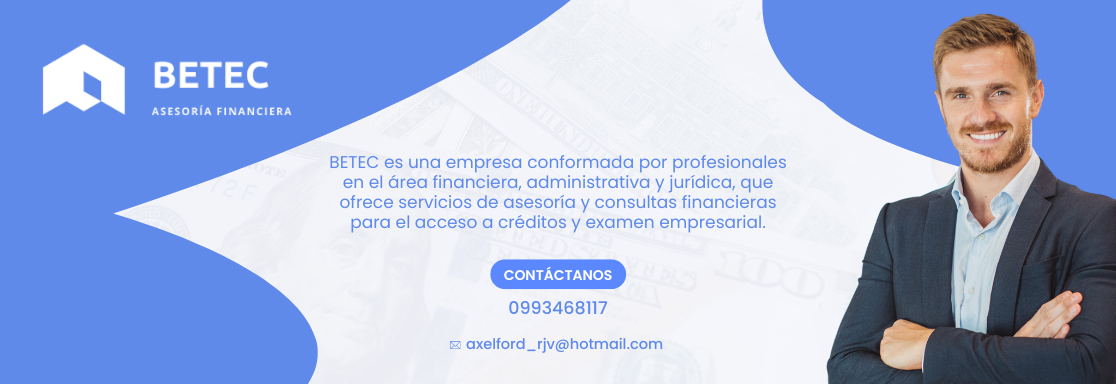 BETEC
ASESORÍA FINANCIERA
BETEC es una empresa conformada por profesionales
en el área financiera, administrativa y jurídica, que
ofrece servicios de asesoría y consultas financieras
para el acceso a créditos y examen empresarial.
CONTÁCTANOS
0993468117
✉ axelford_rjv@hotmail.com